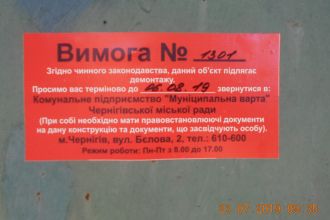 Вимога № 1301
Згідно чинного законодавства, даний об'єкт підлягає
демонтажу.
Просимо вас терміново до 06.08.19 звернутися в:
Комунальне підприємство "Муніципальна варта"
Чернігівської міської ради
(При собі необхідно мати правовстановлюючі документи
на дану конструкцію та документи, що засвідчують особу).
м.Чернігів, вул. Бєлова, 2, тел.: 610-600
Режим роботи: Пн-Пт з 8.00 до 17.00